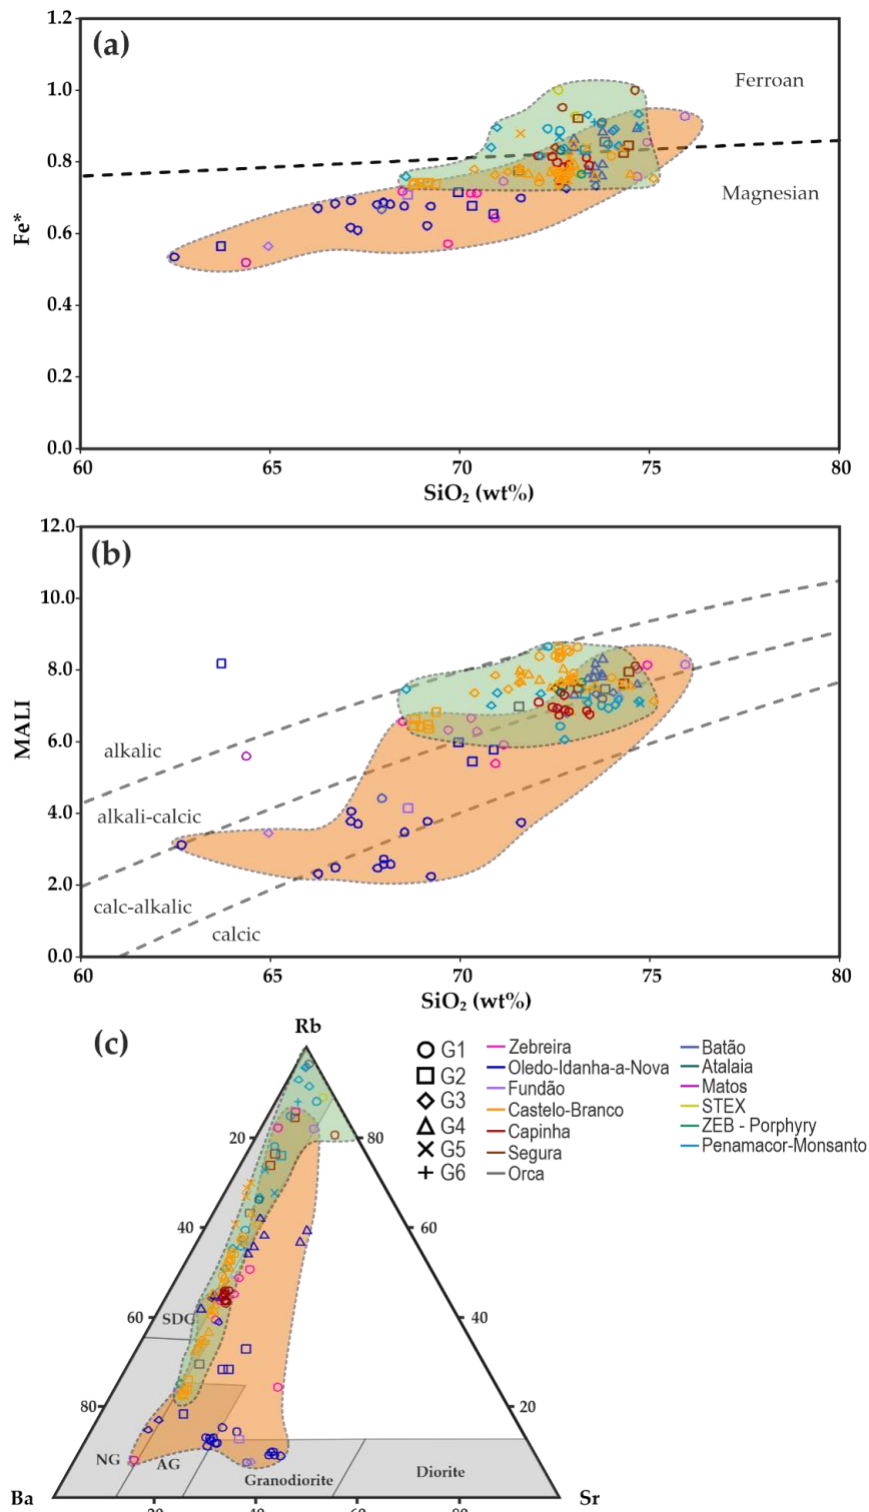 (a)
1.2
1.0
0.8
0.6
0.4
0.2
0.0
Fe*
Ferroan
Magnesian
60
65
70
75
80
SiO₂ (wt%)
(b)
12.0
10.0
8.0
6.0
4.0
2.0
0.0
MALI
alkalic
alkali-calcic
calc-alkalic
calcic
60
65
70
75
80
SiO₂ (wt%)
(c)
Rb
20
80
40
60
60
40
80
20
SDG
NG
AG
Granodiorite
Diorite
Ba
Sr
20
40
60
80
G1
G2
G3
G4
G5
G6
Zebreira
Oledo-Idanha-a-Nova
Fundão
Castelo-Branco
Capinha
Segura
Orca
Batão
Atalaia
Matos
STEX
ZEB - Porphyry
Penamacor-Monsanto